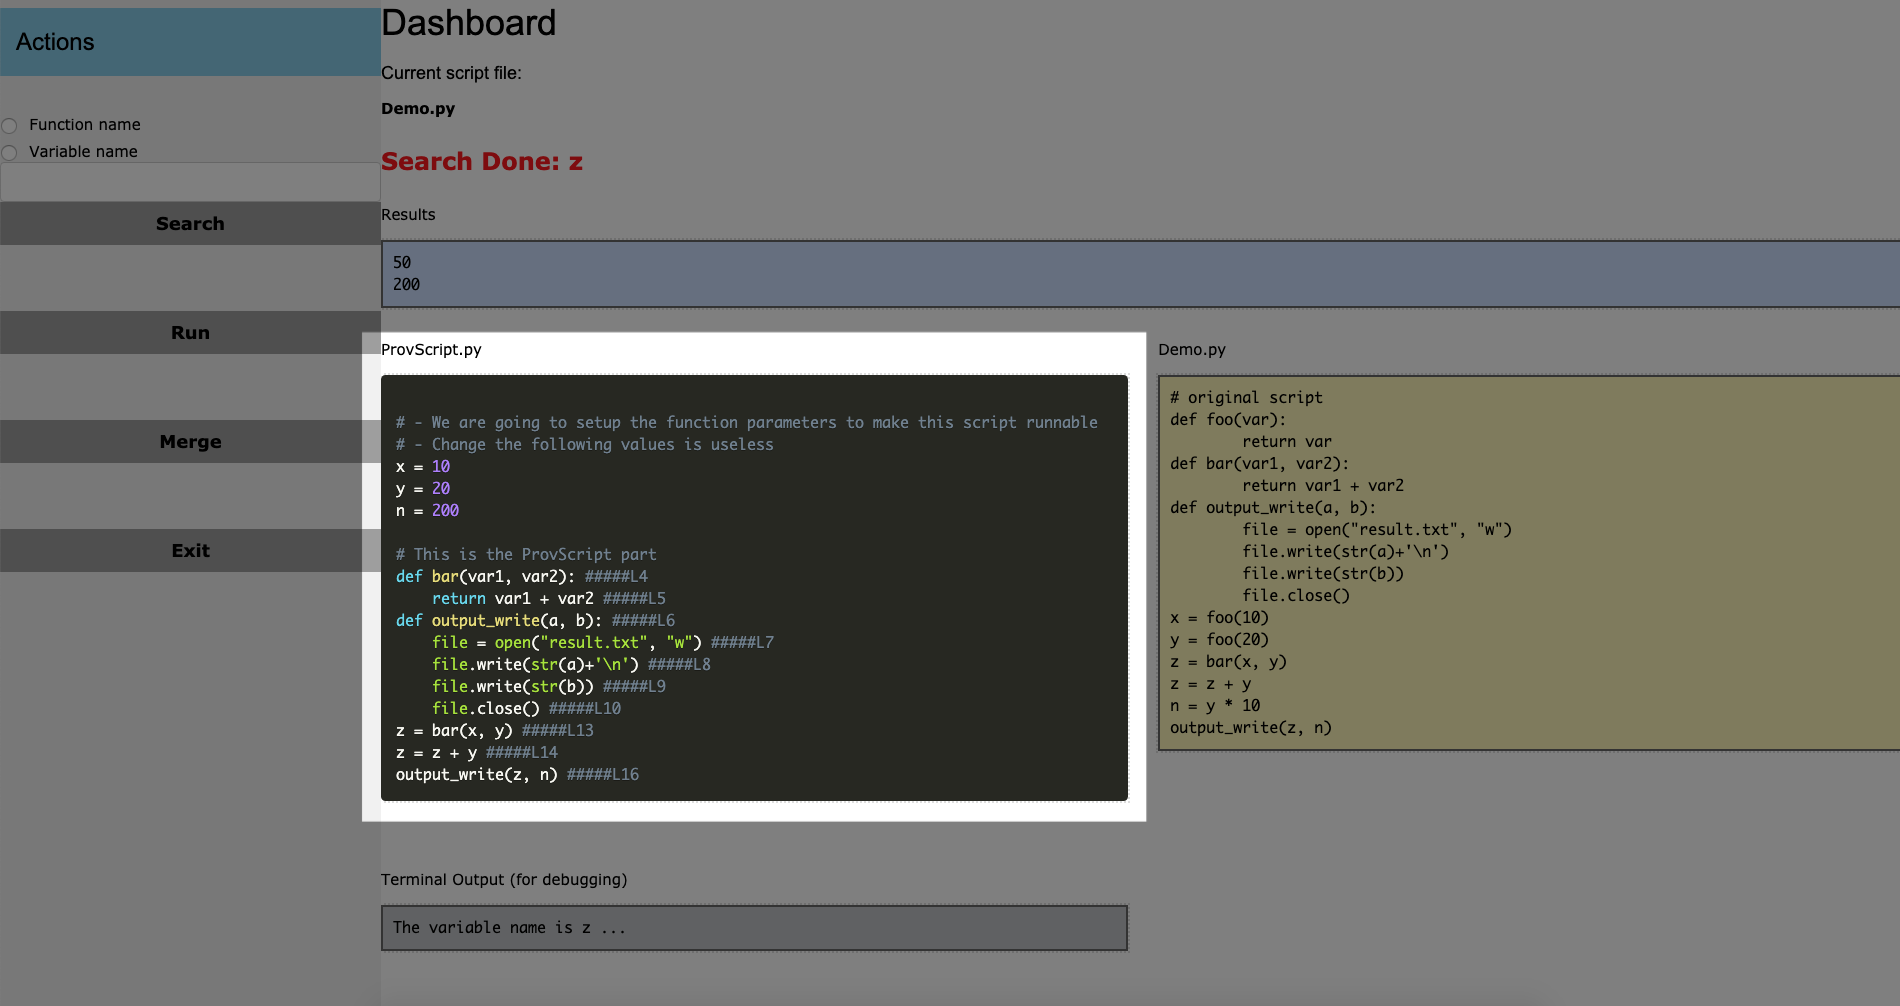 Actions
Function name
Variable name
Search
Run
Merge
Exit
Dashboard
Current script file:
Demo.py
Search Done: z
Results
50
200
ProvScript.py
# - We are going to setup the function parameters to make this script runnable
# - Change the following values is useless
x = 10
y = 20
n = 200
# This is the ProvScript part
def bar(var1, var2): #####L4
    return var1 + var2 #####L5
def output_write(a, b): #####L6
    file = open("result.txt", "w") #####L7
    file.write(str(a)+'\n') #####L8
    file.write(str(b)) #####L9
    file.close() #####L10
z = bar(x, y) #####L13
z = z + y #####L14
output_write(z, n) #####L16
Demo.py
# original script
def foo(var):
        return var
def bar(var1, var2):
        return var1 + var2
def output_write(a, b):
        file = open("result.txt", "w")
        file.write(str(a)+'\n')
        file.write(str(b))
        file.close()
x = foo(10)
y = foo(20)
z = bar(x, y)
z = z + y
n = y * 10
output_write(z, n)
Terminal Output (for debugging)
The variable name is z ...